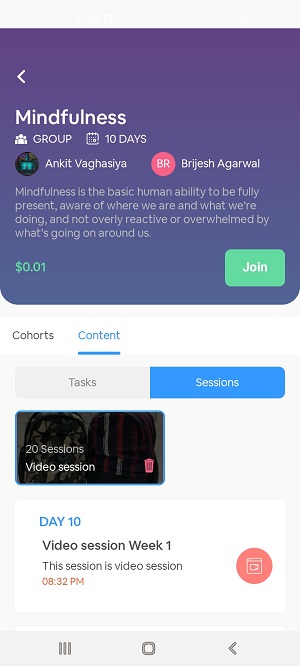 Mindfulness
GROUP 10 DAYS
Ankit Vaghasiya BR Brijesh Agarwal
Mindfulness is the basic human ability to be fully
present, aware of where we are and what we're
doing, and not overly reactive or overwhelmed by
what's going on around us.
$0.01 Join
Cohorts Content
Tasks Sessions
20 Sessions
Video session
DAY 10
Video session Week 1
This session is video session
08:32 PM